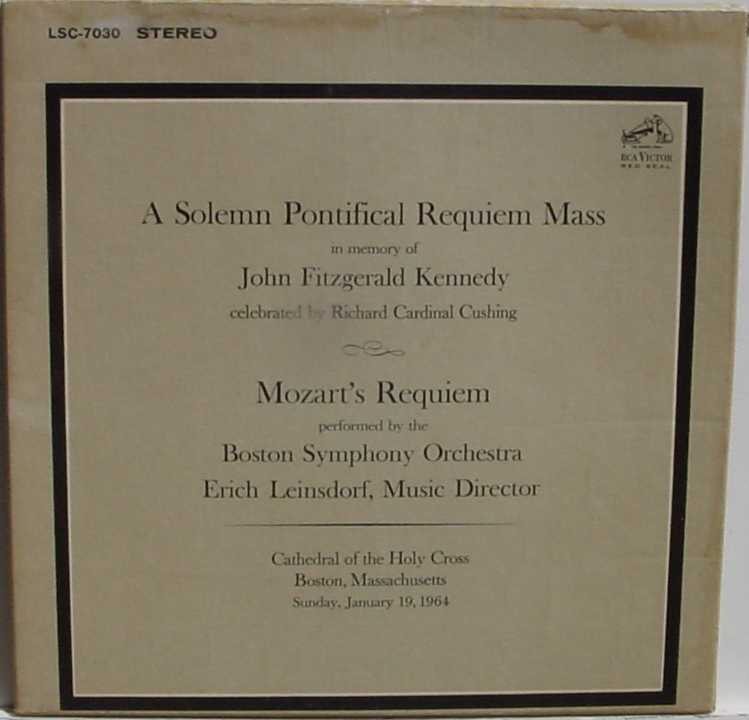 LSC-7030 STEREO
RCA VICTOR
RED SEAL
A Solemn Pontifical Requiem Mass
in memory of
John Fitzgerald Kennedy
celebrated by Richard Cardinal Cushing
Mozart's Requiem
performed by the
Boston Symphony Orchestra
Erich Leinsdorf, Music Director
Cathedral of the Holy Cross
Boston, Massachusetts
Sunday, January 19, 1964